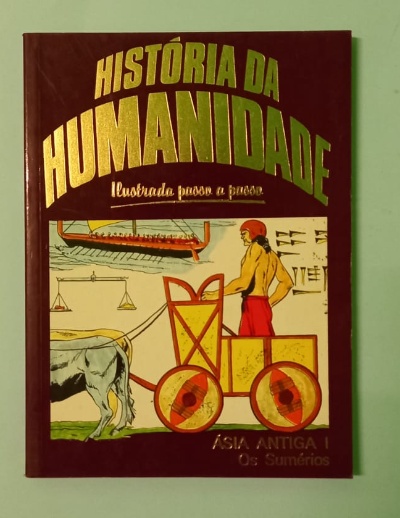 HISTÓRIA DA
HUMANIDADE
Ilustrada passo a passo
ÁSIA ANTIGA I
Os Sumérios